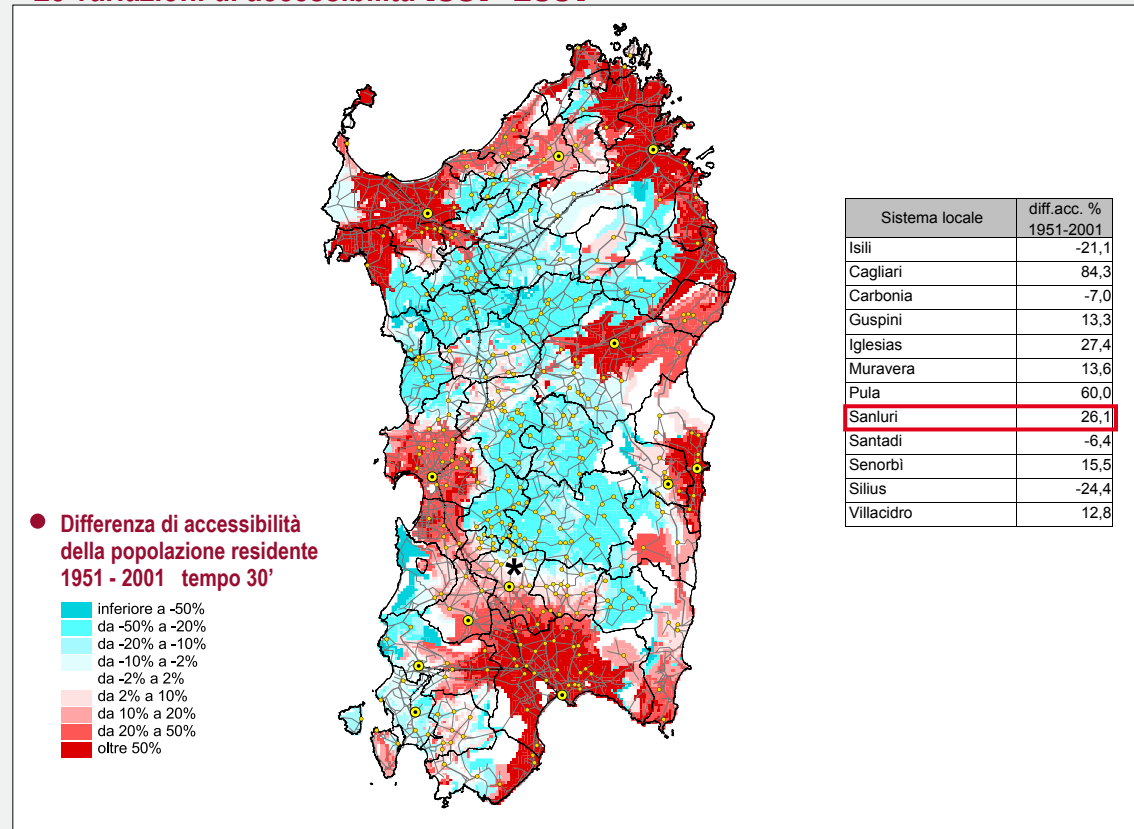 Differenza di accessibilità
della popolazione residente
1951 - 2001 tempo 30'
inferiore a -50%
da -50% a -20%
da -20% a -10%
da -10% a -2%
da -2% a 2%
da 2% a 10%
da 10% a 20%
da 20% a 50%
oltre 50%
*
Sistema locale diff.acc. %
1951-2001
Isili -21,1
Cagliari 84,3
Carbonia -7,0
Guspini 13,3
Iglesias 27,4
Muravera 13,6
Pula 60,0
Sanluri 26,1
Santadi -6,4
Senorbì 15,5
Silius -24,4
Villacidro 12,8